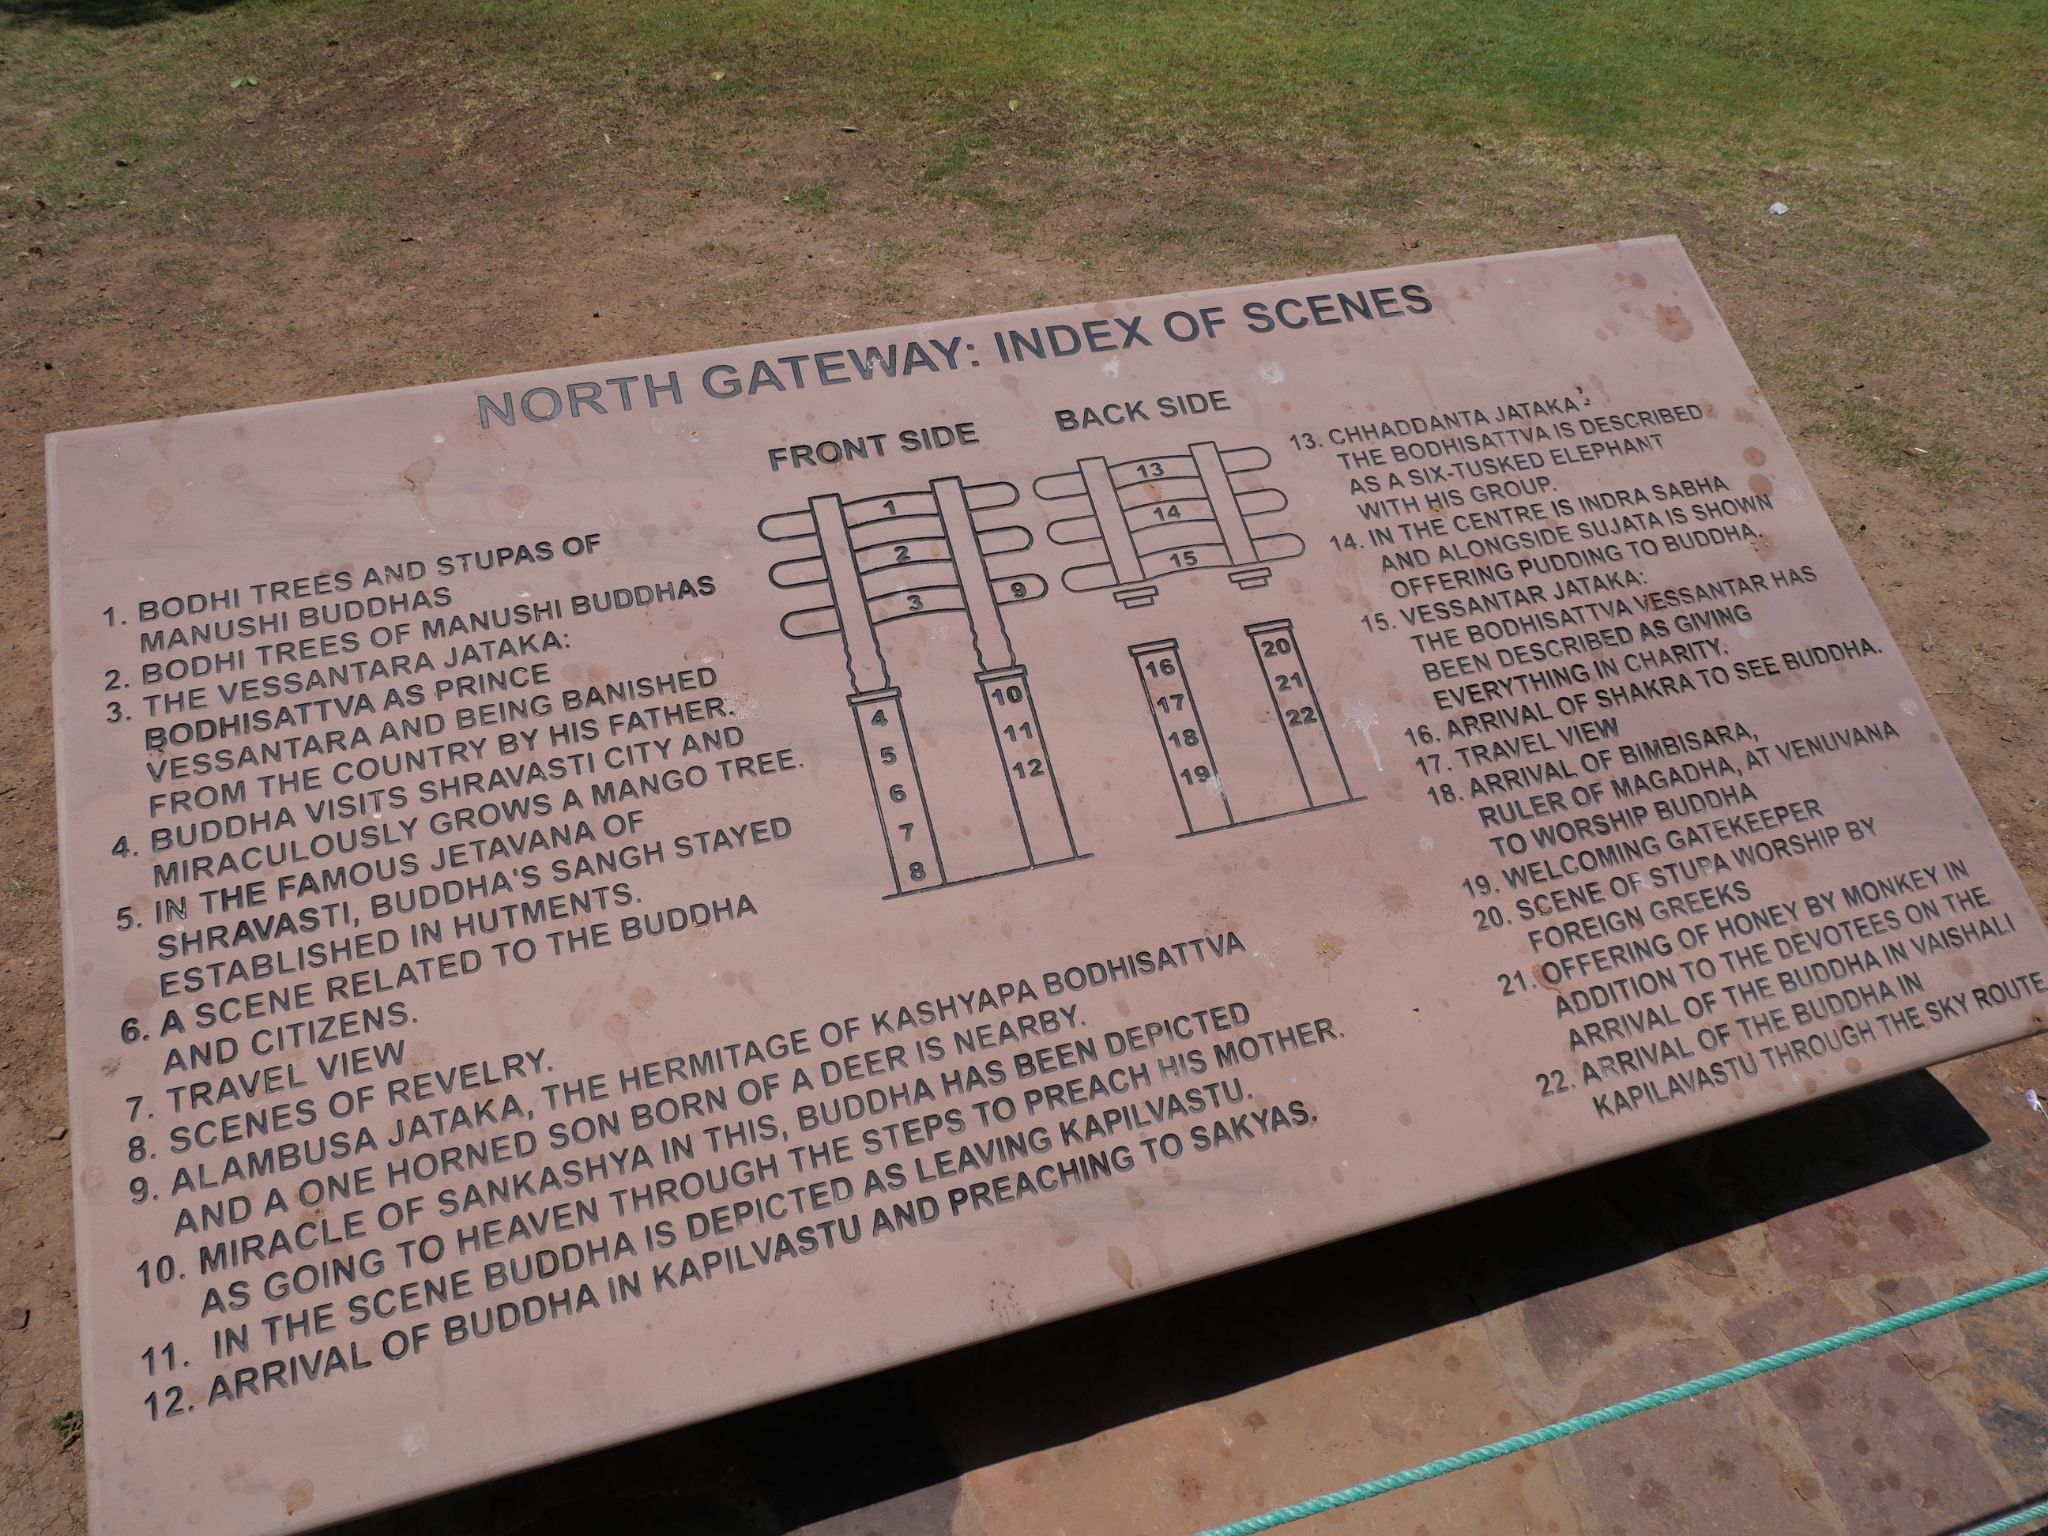 NORTH GATEWAY: INDEX OF SCENES
FRONT SIDE
BACK SIDE
1
2
3
9
4
5
6
7
8
10
11
12
13
14
15
16
17
18
19
20
21
22
1. BODHI TREES AND STUPAS OF
MANUSHI BUDDHAS
2. BODHI TREES OF MANUSHI BUDDHAS
3. THE VESSANTARA JATAKA:
BODHISATTVA AS PRINCE
VESSANTARA AND BEING BANISHED
FROM THE COUNTRY BY HIS FATHER.
4. BUDDHA VISITS SHRAVASTI CITY AND
MIRACULOUSLY GROWS A MANGO TREE.
5. IN THE FAMOUS JETAVANA OF
SHRAVASTI, BUDDHA'S SANGH STAYED
ESTABLISHED IN HUTMENTS.
6. A SCENE RELATED TO THE BUDDHA
AND CITIZENS.
7. TRAVEL VIEW
8. SCENES OF REVELRY.
9. ALAMBUSA JATAKA, THE HERMITAGE OF KASHYAPA BODHISATTVA
AND A ONE HORNED SON BORN OF A DEER IS NEARBY.
10. MIRACLE OF SANKASHYA IN THIS, BUDDHA HAS BEEN DEPICTED
AS GOING TO HEAVEN THROUGH THE STEPS TO PREACH HIS MOTHER.
11. IN THE SCENE BUDDHA IS DEPICTED AS LEAVING KAPILVASTU.
12. ARRIVAL OF BUDDHA IN KAPILVASTU AND PREACHING TO SAKYAS.
13. CHHADDANTA JATAKA -
THE BODHISATTVA IS DESCRIBED
AS A SIX-TUSKED ELEPHANT
WITH HIS GROUP.
14. IN THE CENTRE IS INDRA SABHA
AND ALONGSIDE SUJATA IS SHOWN
OFFERING PUDDING TO BUDDHA.
15. VESSANTAR JATAKA:
THE BODHISATTVA VESSANTAR HAS
BEEN DESCRIBED AS GIVING
EVERYTHING IN CHARITY.
16. ARRIVAL OF SHAKRA TO SEE BUDDHA.
17. TRAVEL VIEW
18. ARRIVAL OF BIMBISARA,
RULER OF MAGADHA, AT VENUVANA
TO WORSHIP BUDDHA
19. WELCOMING GATEKEEPER
20. SCENE OF STUPA WORSHIP BY
FOREIGN GREEKS
21. OFFERING OF HONEY BY MONKEY IN
ADDITION TO THE DEVOTEES ON THE
ARRIVAL OF THE BUDDHA IN VAISHALI
22. ARRIVAL OF THE BUDDHA IN
KAPILAVASTU THROUGH THE SKY ROUTE.